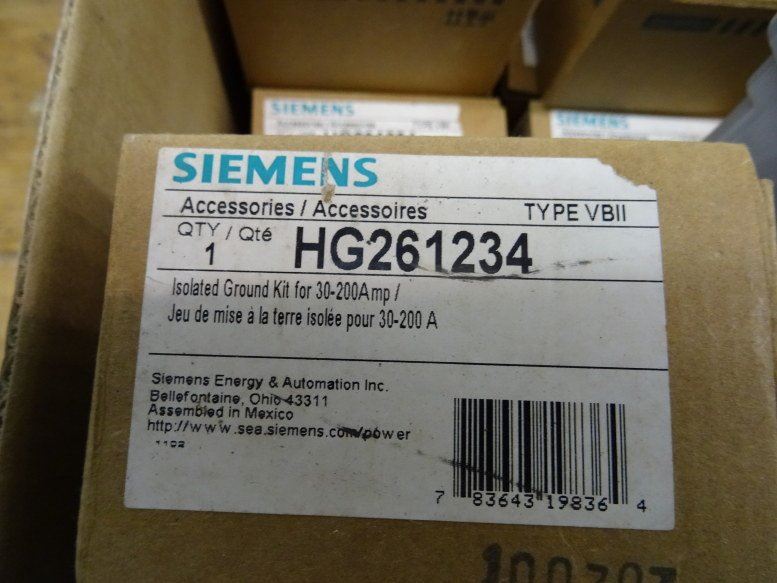 SIEMENS
SIEMENS
SIEMENS
Accessories / Accessoires TYPE VBII
QTY / Qté
1 HG261234
Isolated Ground Kit for 30-200Amp /
Jeu de mise à la terre isolée pour 30-200 A
Siemens Energy & Automation Inc.
Bellefontaine, Ohio 43311
Assembled in Mexico
http://www.sea.siemens.com/power
1102
7 83643 19836 4